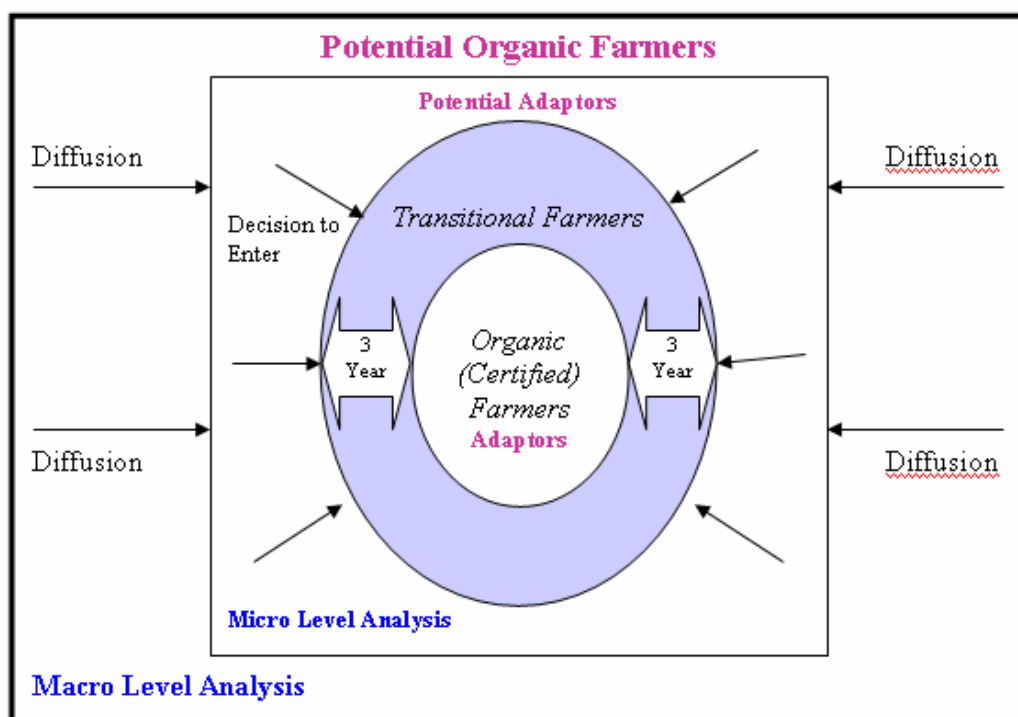 Potential Organic Farmers
Potential Adaptors
Diffusion
Diffusion
Transitional Farmers
Decision to
Enter
3
Year
Organic
(Certified)
Farmers
Adaptors
3
Year
Diffusion
Diffusion
Micro Level Analysis
Macro Level Analysis